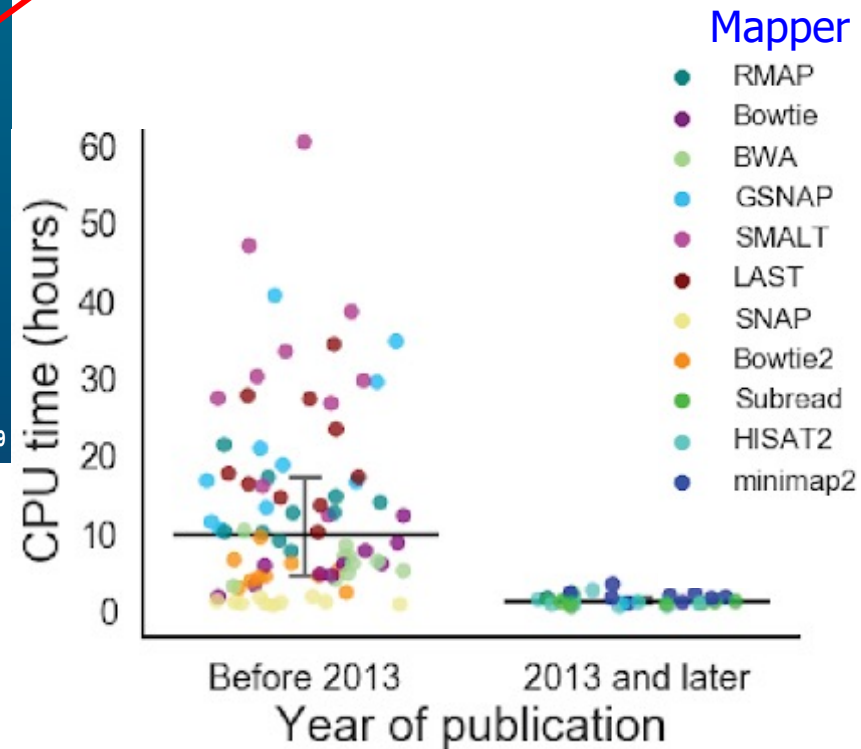 Mapper
RMAP
Bowtie
BWA
GSNAP
SMALT
LAST
SNAP
Bowtie2
Subread
HISAT2
minimap2
CPU time (hours)
60
50
40
30
20
10
0
9
Before 2013
2013 and later
Year of publication